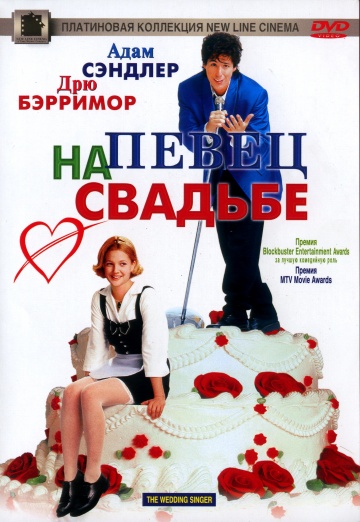 ПЛАТИНОВАЯ КОЛЛЕКЦИЯ NEW LINE CINEMA
DVD
VIDEO
Адам
СЭНДЛЕР
Дрю
БЭРРИМОР
ПЕВЕЦ
НА
СВАДЬБЕ
Премия
Blockbuster Entertainment Awards
за лучшую комедийную роль
Премия
MTV Movie Awards
THE WEDDING SINGER